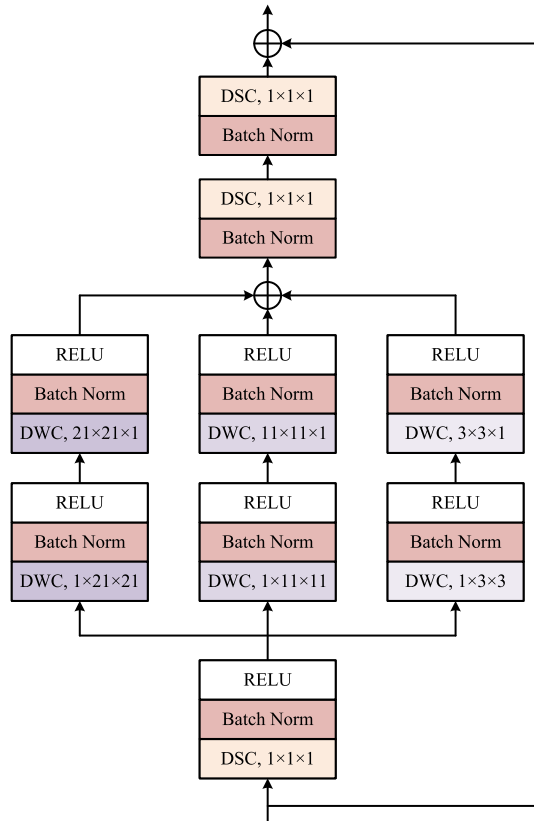 DSC, 1×1×1
Batch Norm
DSC, 1×1×1
Batch Norm
RELU
Batch Norm
DWC, 21×21×1
RELU
Batch Norm
DWC, 11×11×1
RELU
Batch Norm
DWC, 3×3×1
RELU
Batch Norm
DWC, 1×21×21
RELU
Batch Norm
DWC, 1×11×11
RELU
Batch Norm
DWC, 1×3×3
RELU
Batch Norm
DSC, 1×1×1